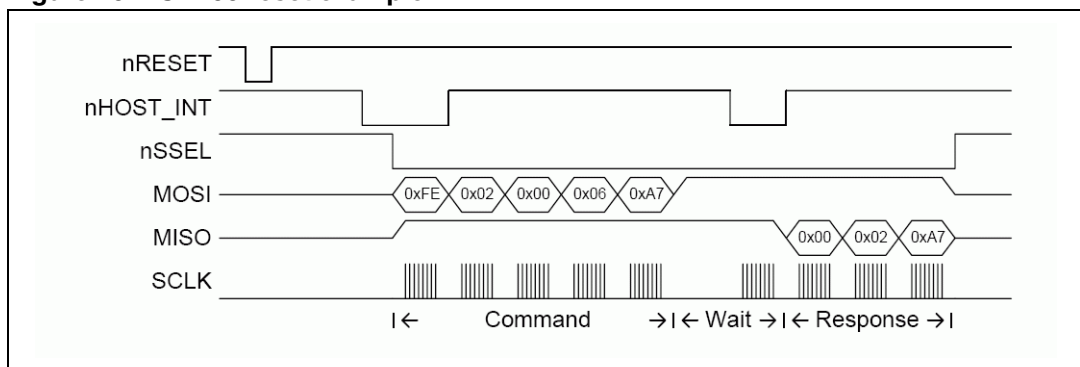 nRESET
nHOST_INT
nSSEL
MOSI 0xFE 0x02 0x00 0x06 0xA7
MISO 0x00 0x02 0xA7
SCLK
Command Wait Response